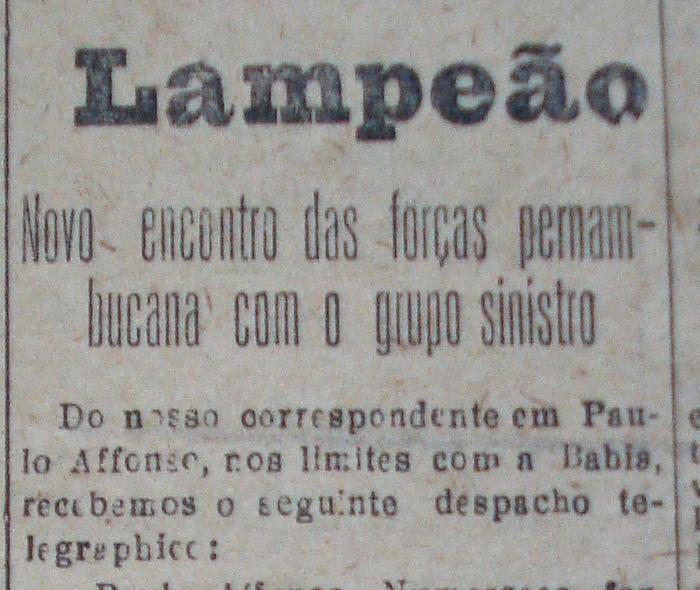 Lampeão
Novo encontro das forças pernam-
bucana com o grupo sinistro
Do nosso correspondente em Pau-
lo Affonso, nos limites com a Bahia,
recebemos o seguinte despacho te-
legraphico: